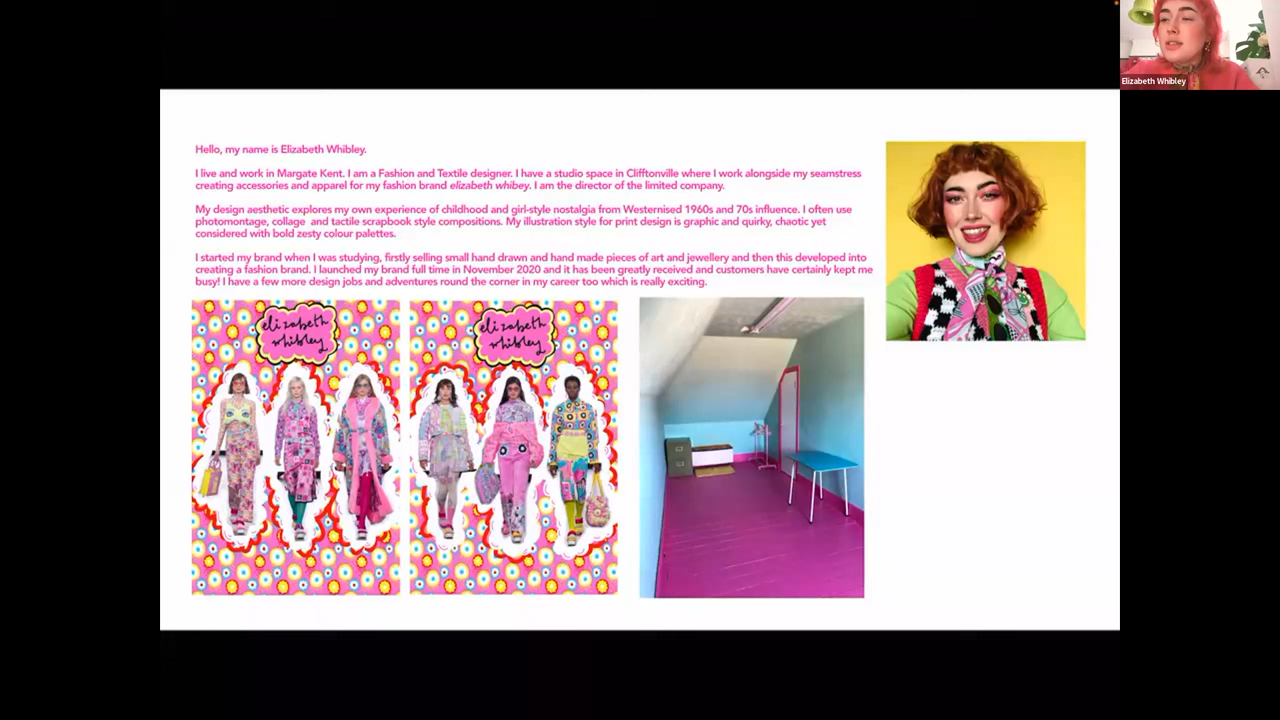 Hello, my name is Elizabeth Whibley.
I live and work in Margate Kent. I am a Fashion and Textile designer. I have a studio space in Clifftonville where I work alongside my seamstress
creating accessories and apparel for my fashion brand elizabeth whibey. I am the director of the limited company.
My design aesthetic explores my own experience of childhood and girl-style nostalgia from Westernised 1960s and 70s influence. I often use
photomontage, collage  and tactile scrapbook style compositions. My illustration style for print design is graphic and quirky, chaotic yet
considered with bold zesty colour palettes.
I started my brand when I was studying, firstly selling small hand drawn and hand made pieces of art and jewellery and then this developed into
creating a fashion brand. I launched my brand full time in November 2020 and it has been greatly received and customers have certainly kept me
busy! I have a few more design jobs and adventures round the corner in my career too which is really exciting.
elizabeth
whibley
elizabeth
whibley
Elizabeth Whibley